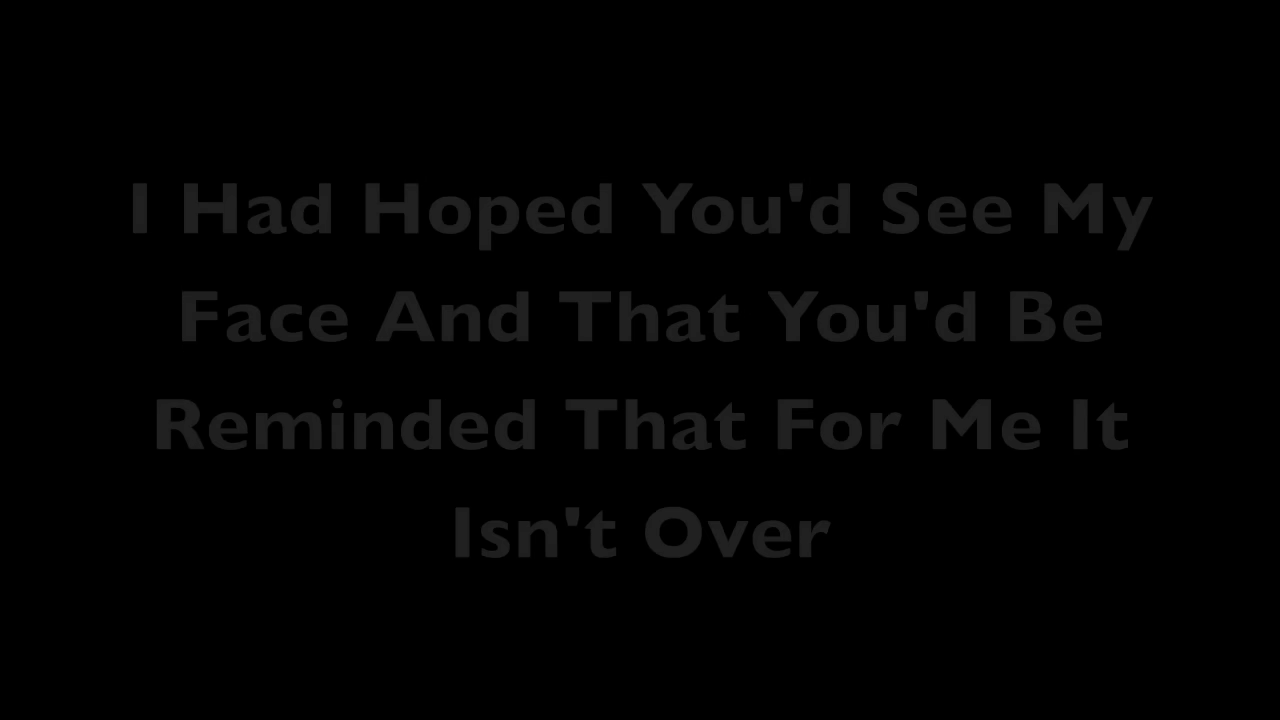 I Had Hoped You'd See My
Face And That You'd Be
Reminded That For Me It
Isn't Over